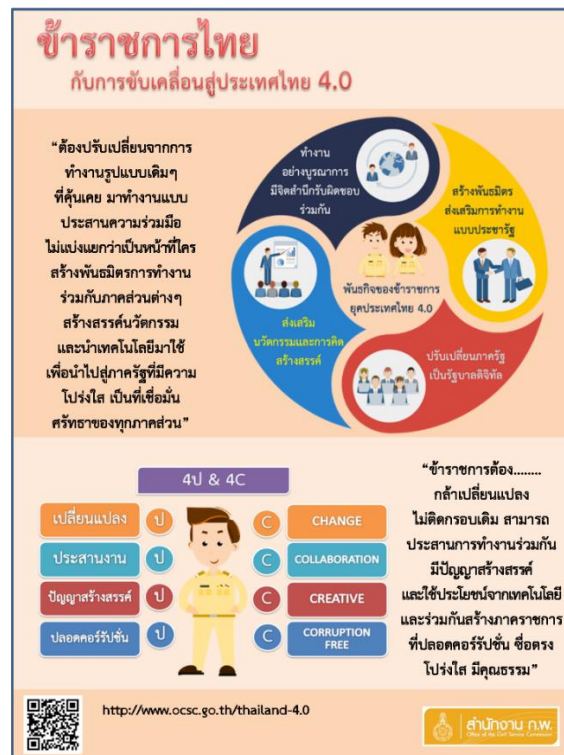 ข้าราชการไทย
กับการขับเคลื่อนสู่ประเทศไทย 4.0
“ต้องปรับเปลี่ยนจากการ
ทำงานรูปแบบเดิมๆ
ที่คุ้นเคย มาทำงานแบบ
ประสานความร่วมมือ
ไม่แบ่งแยกว่าเป็นหน้าที่ใคร
สร้างพันธมิตรการทำงาน
ร่วมกับภาคส่วนต่างๆ
สร้างสรรค์นวัตกรรม
และนำเทคโนโลยีมาใช้
เพื่อนำไปสู่ภาครัฐที่มีความ
โปร่งใส เป็นที่เชื่อมั่น
ศรัทธาของทุกภาคส่วน”
ทำงาน
อย่างบูรณาการ
มีจิตสำนึกรับผิดชอบ
ร่วมกัน
สร้างพันธมิตร
ส่งเสริมการทำงาน
แบบประชารัฐ
พันธกิจของข้าราชการ
ยุคประเทศไทย 4.0
ส่งเสริม
นวัตกรรมและการคิด
สร้างสรรค์
ปรับเปลี่ยนภาครัฐ
เป็นรัฐบาลดิจิทัล
4ป & 4C
เปลี่ยนแปลง ป C CHANGE
ประสานงาน ป C COLLABORATION
ปัญญาสร้างสรรค์ ป C CREATIVE
ปลอดคอร์รัปชั่น ป C CORRUPTION FREE
“ข้าราชการต้อง........
กล้าเปลี่ยนแปลง
ไม่ติดกรอบเดิม สามารถ
ประสานการทำงานร่วมกัน
มีปัญญาสร้างสรรค์
และใช้ประโยชน์จากเทคโนโลยี
และร่วมกันสร้างภาคราชการ
ที่ปลอดคอร์รัปชั่น ซื่อตรง
โปร่งใส มีคุณธรรม”
http://www.ocsc.go.th/thailand-4.0
สำนักงาน ก.พ.
Office of the Civil Service Commission